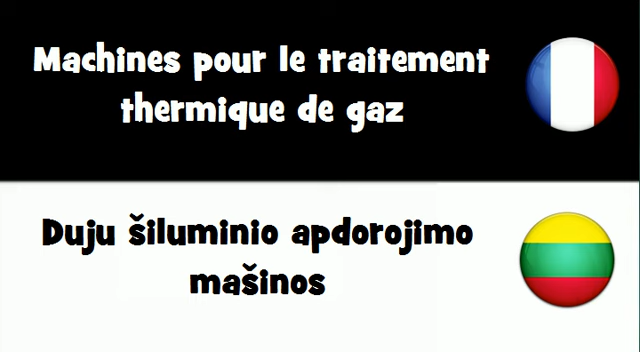 Machines pour le traitement
thermique de gaz
Duju šiluminio apdorojimo
mašinos